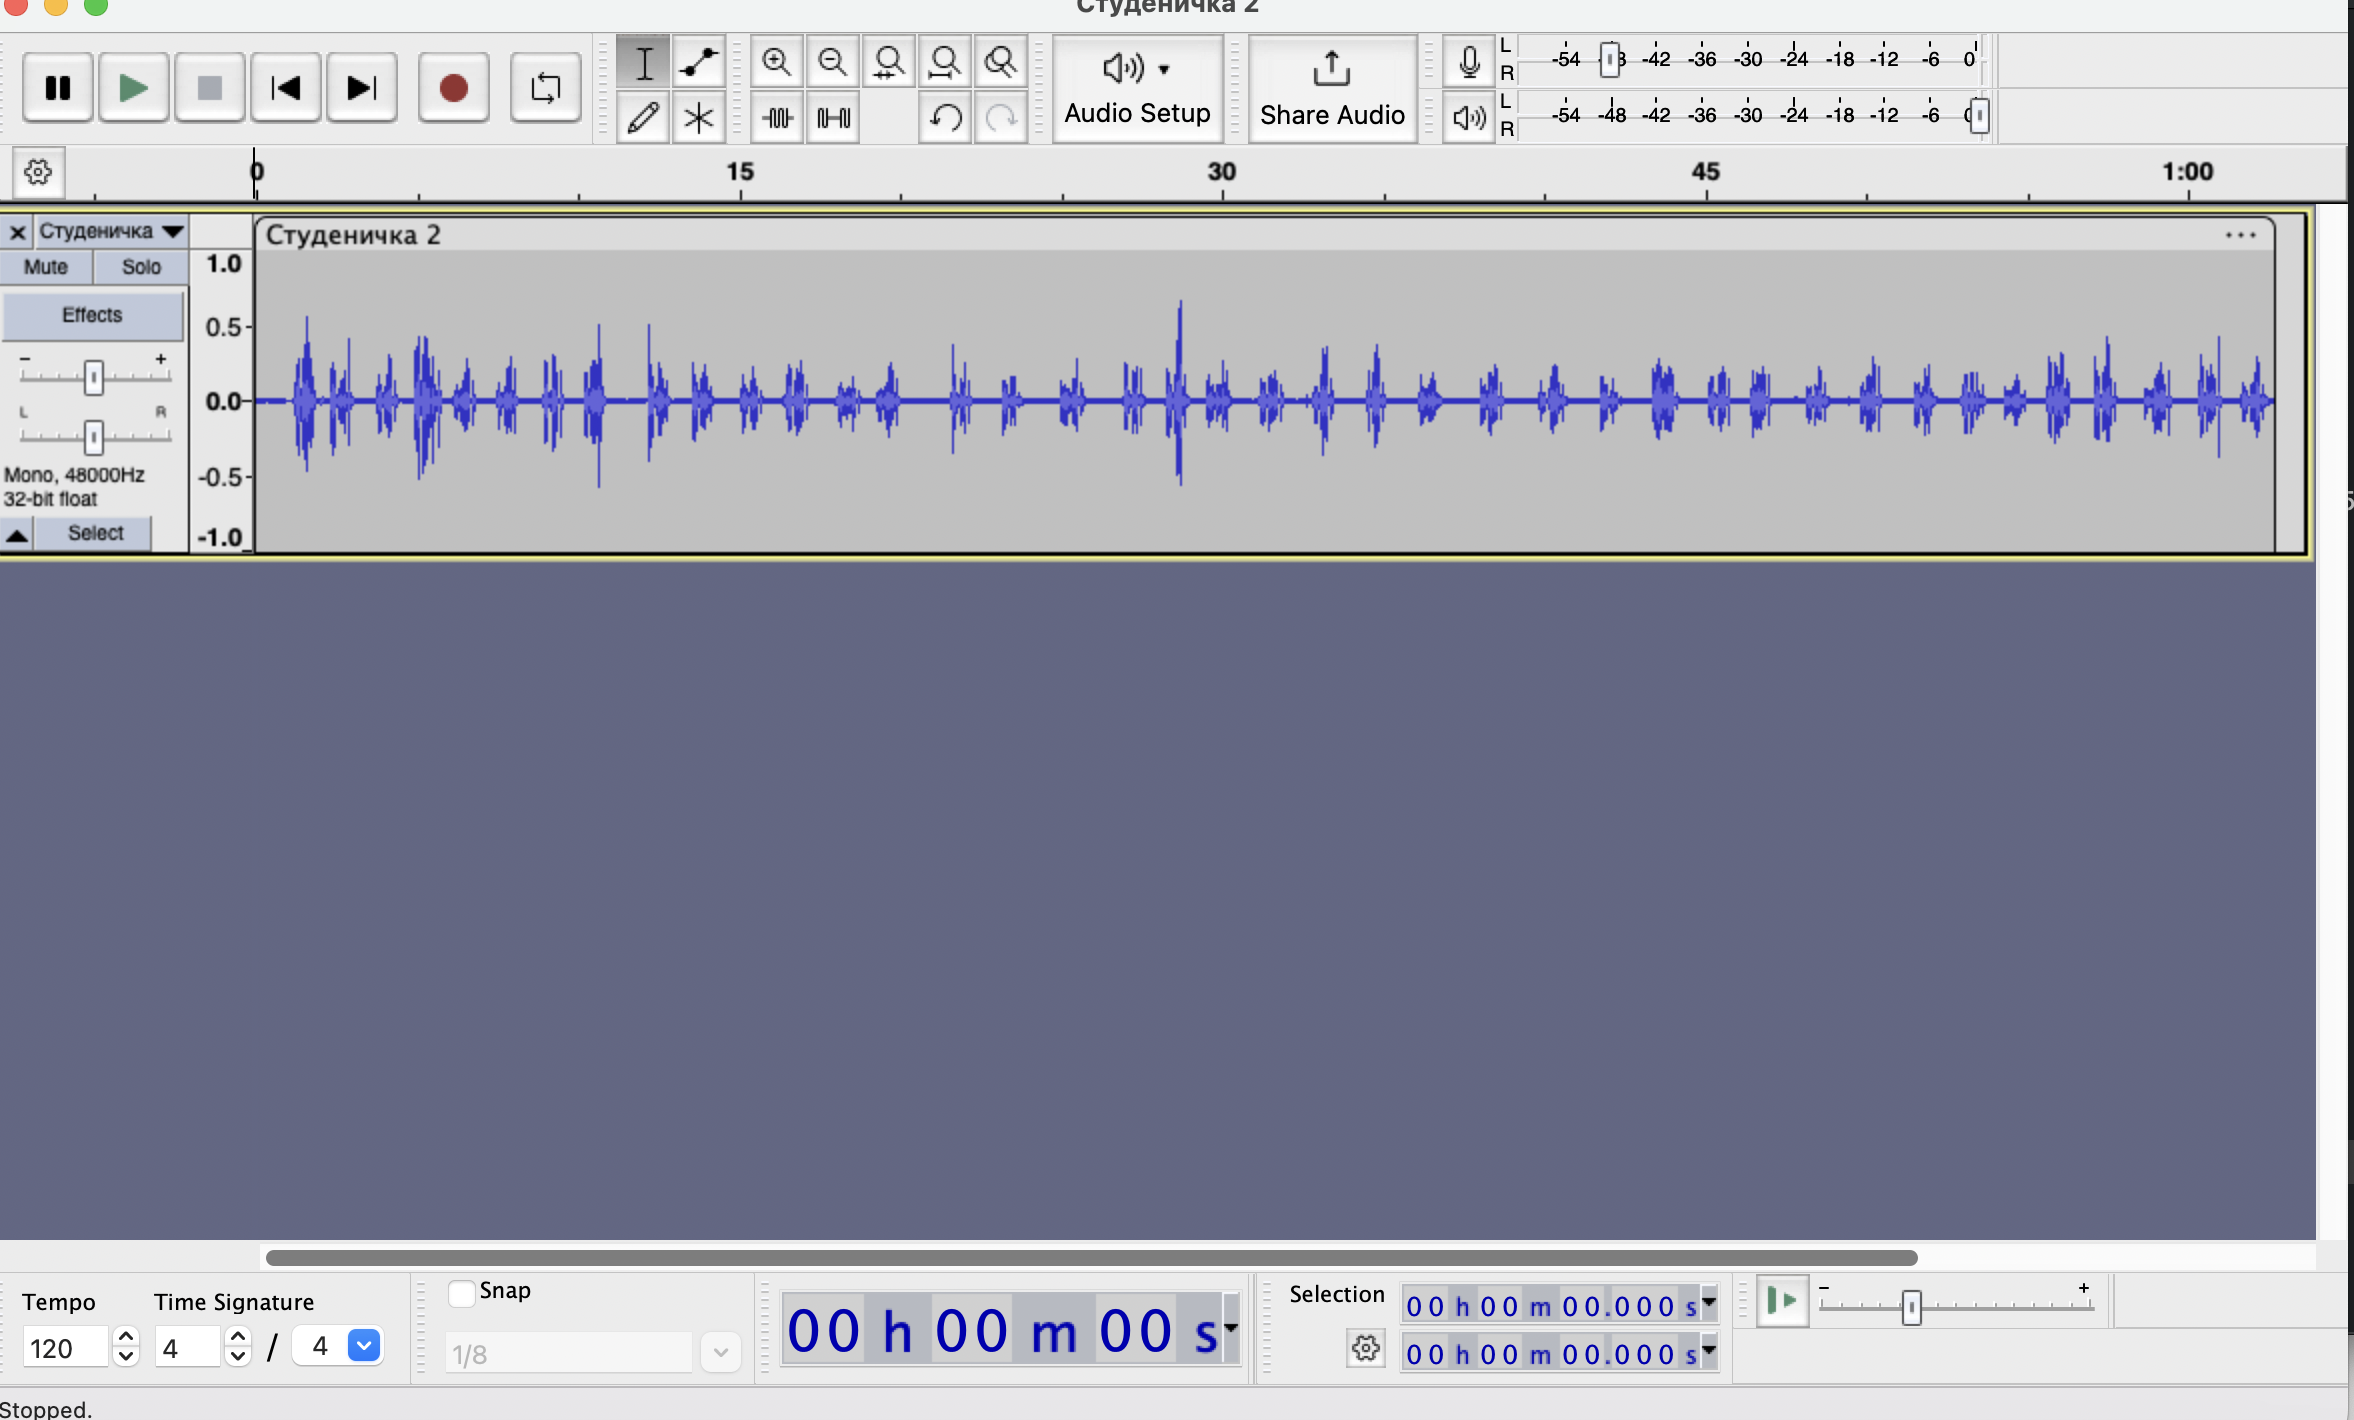 Студеничка 2
L
R
-54 -42 -36 -30 -24 -18 -12 -6 0
Audio Setup
Share Audio
L
R
-54 -48 -42 -36 -30 -24 -18 -12 -6
0 15 30 45 1:00
Студеничка
Студеничка 2
...
Mute Solo
Effects
- +
L R
Mono, 48000Hz
32-bit float
Select
1.0
0.5
0.0
-0.5
-1.0
Tempo
Time Signature
120
4 / 4
Snap
1/8
00 h 00 m 00 s
Selection
00 h 00 m 00.000 s
00 h 00 m 00.000 s
- +
Stopped.